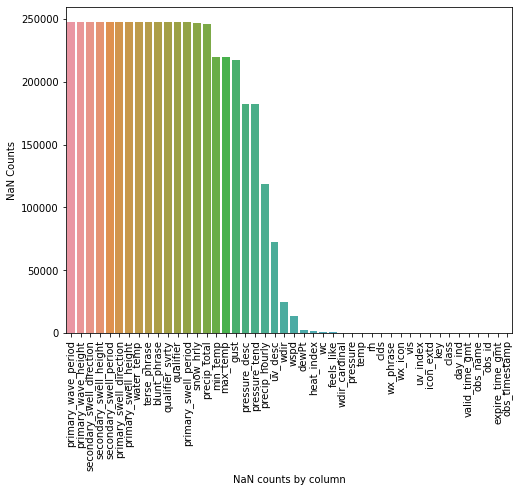 250000
200000
150000
100000
50000
0
NaN Counts
primary_wave_period
primary_wave_height
secondary_swell_direction
secondary_swell_height
secondary_swell_period
primary_swell_direction
primary_swell_height
water_temp
terse_phrase
blunt_phrase
qualifier_svrty
qualifier
primary_swell_period
snow_hrly
precip_total
min_temp
max_temp
gust
pressure_desc
pressure_tend
precip_hourly
uv_desc
wdir
wspd
dewPt
heat_index
wc
feels_like
wdir_cardinal
pressure
temp
rh
clds
wx_phrase
wx_icon
vis
uv_index
icon_extd
key
class
day_ind
valid_time_gmt
obs_name
obs_id
expire_time_gmt
obs_timestamp
NaN counts by column